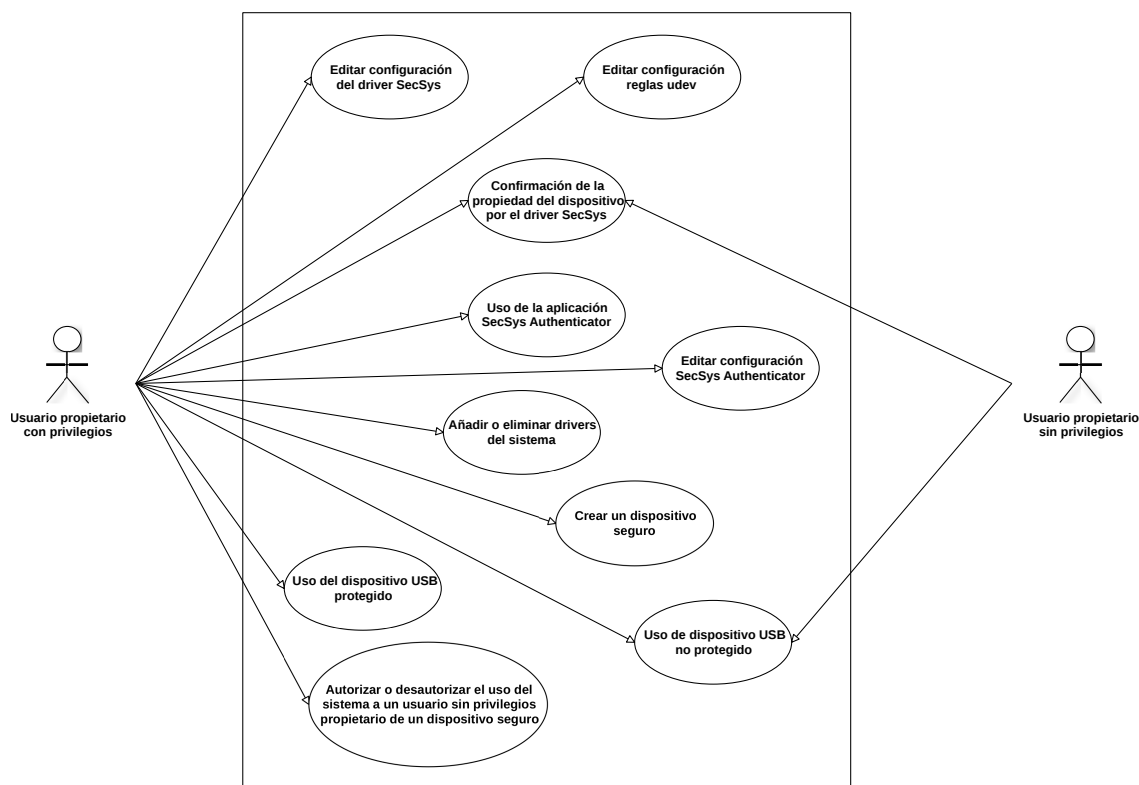 Editar configuración
del driver SecSys
Editar configuración
reglas udev
Confirmación de la
propiedad del dispositivo
por el driver SecSys
Uso de la aplicación
SecSys Authenticator
Editar configuración
SecSys Authenticator
Usuario propietario
con privilegios
Usuario propietario
sin privilegios
Añadir o eliminar drivers
del sistema
Crear un dispositivo
seguro
Uso del dispositivo USB
protegido
Uso de dispositivo USB
no protegido
Autorizar o desautorizar el uso del
sistema a un usuario sin privilegios
propietario de un dispositivo seguro